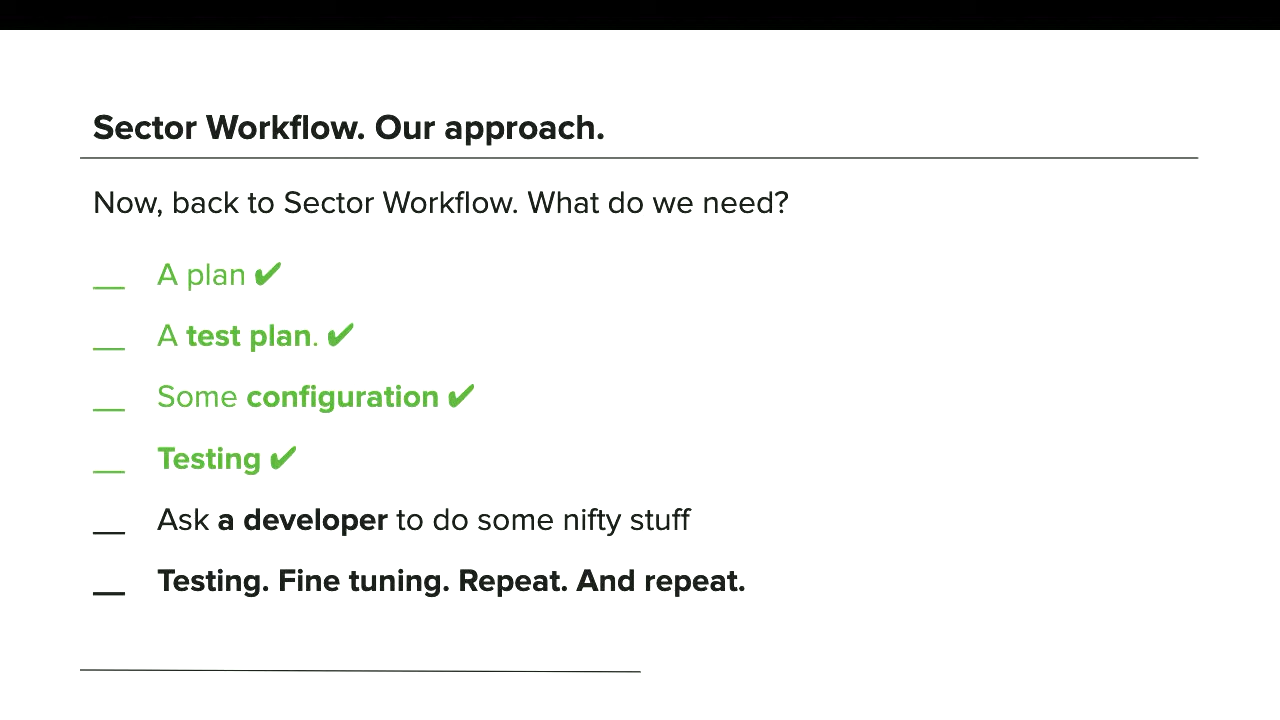 Sector Workflow. Our approach.
Now, back to Sector Workflow. What do we need?
__ A plan ✔
__ A test plan. ✔
__ Some configuration ✔
__ Testing ✔
__ Ask a developer to do some nifty stuff
__ Testing. Fine tuning. Repeat. And repeat.